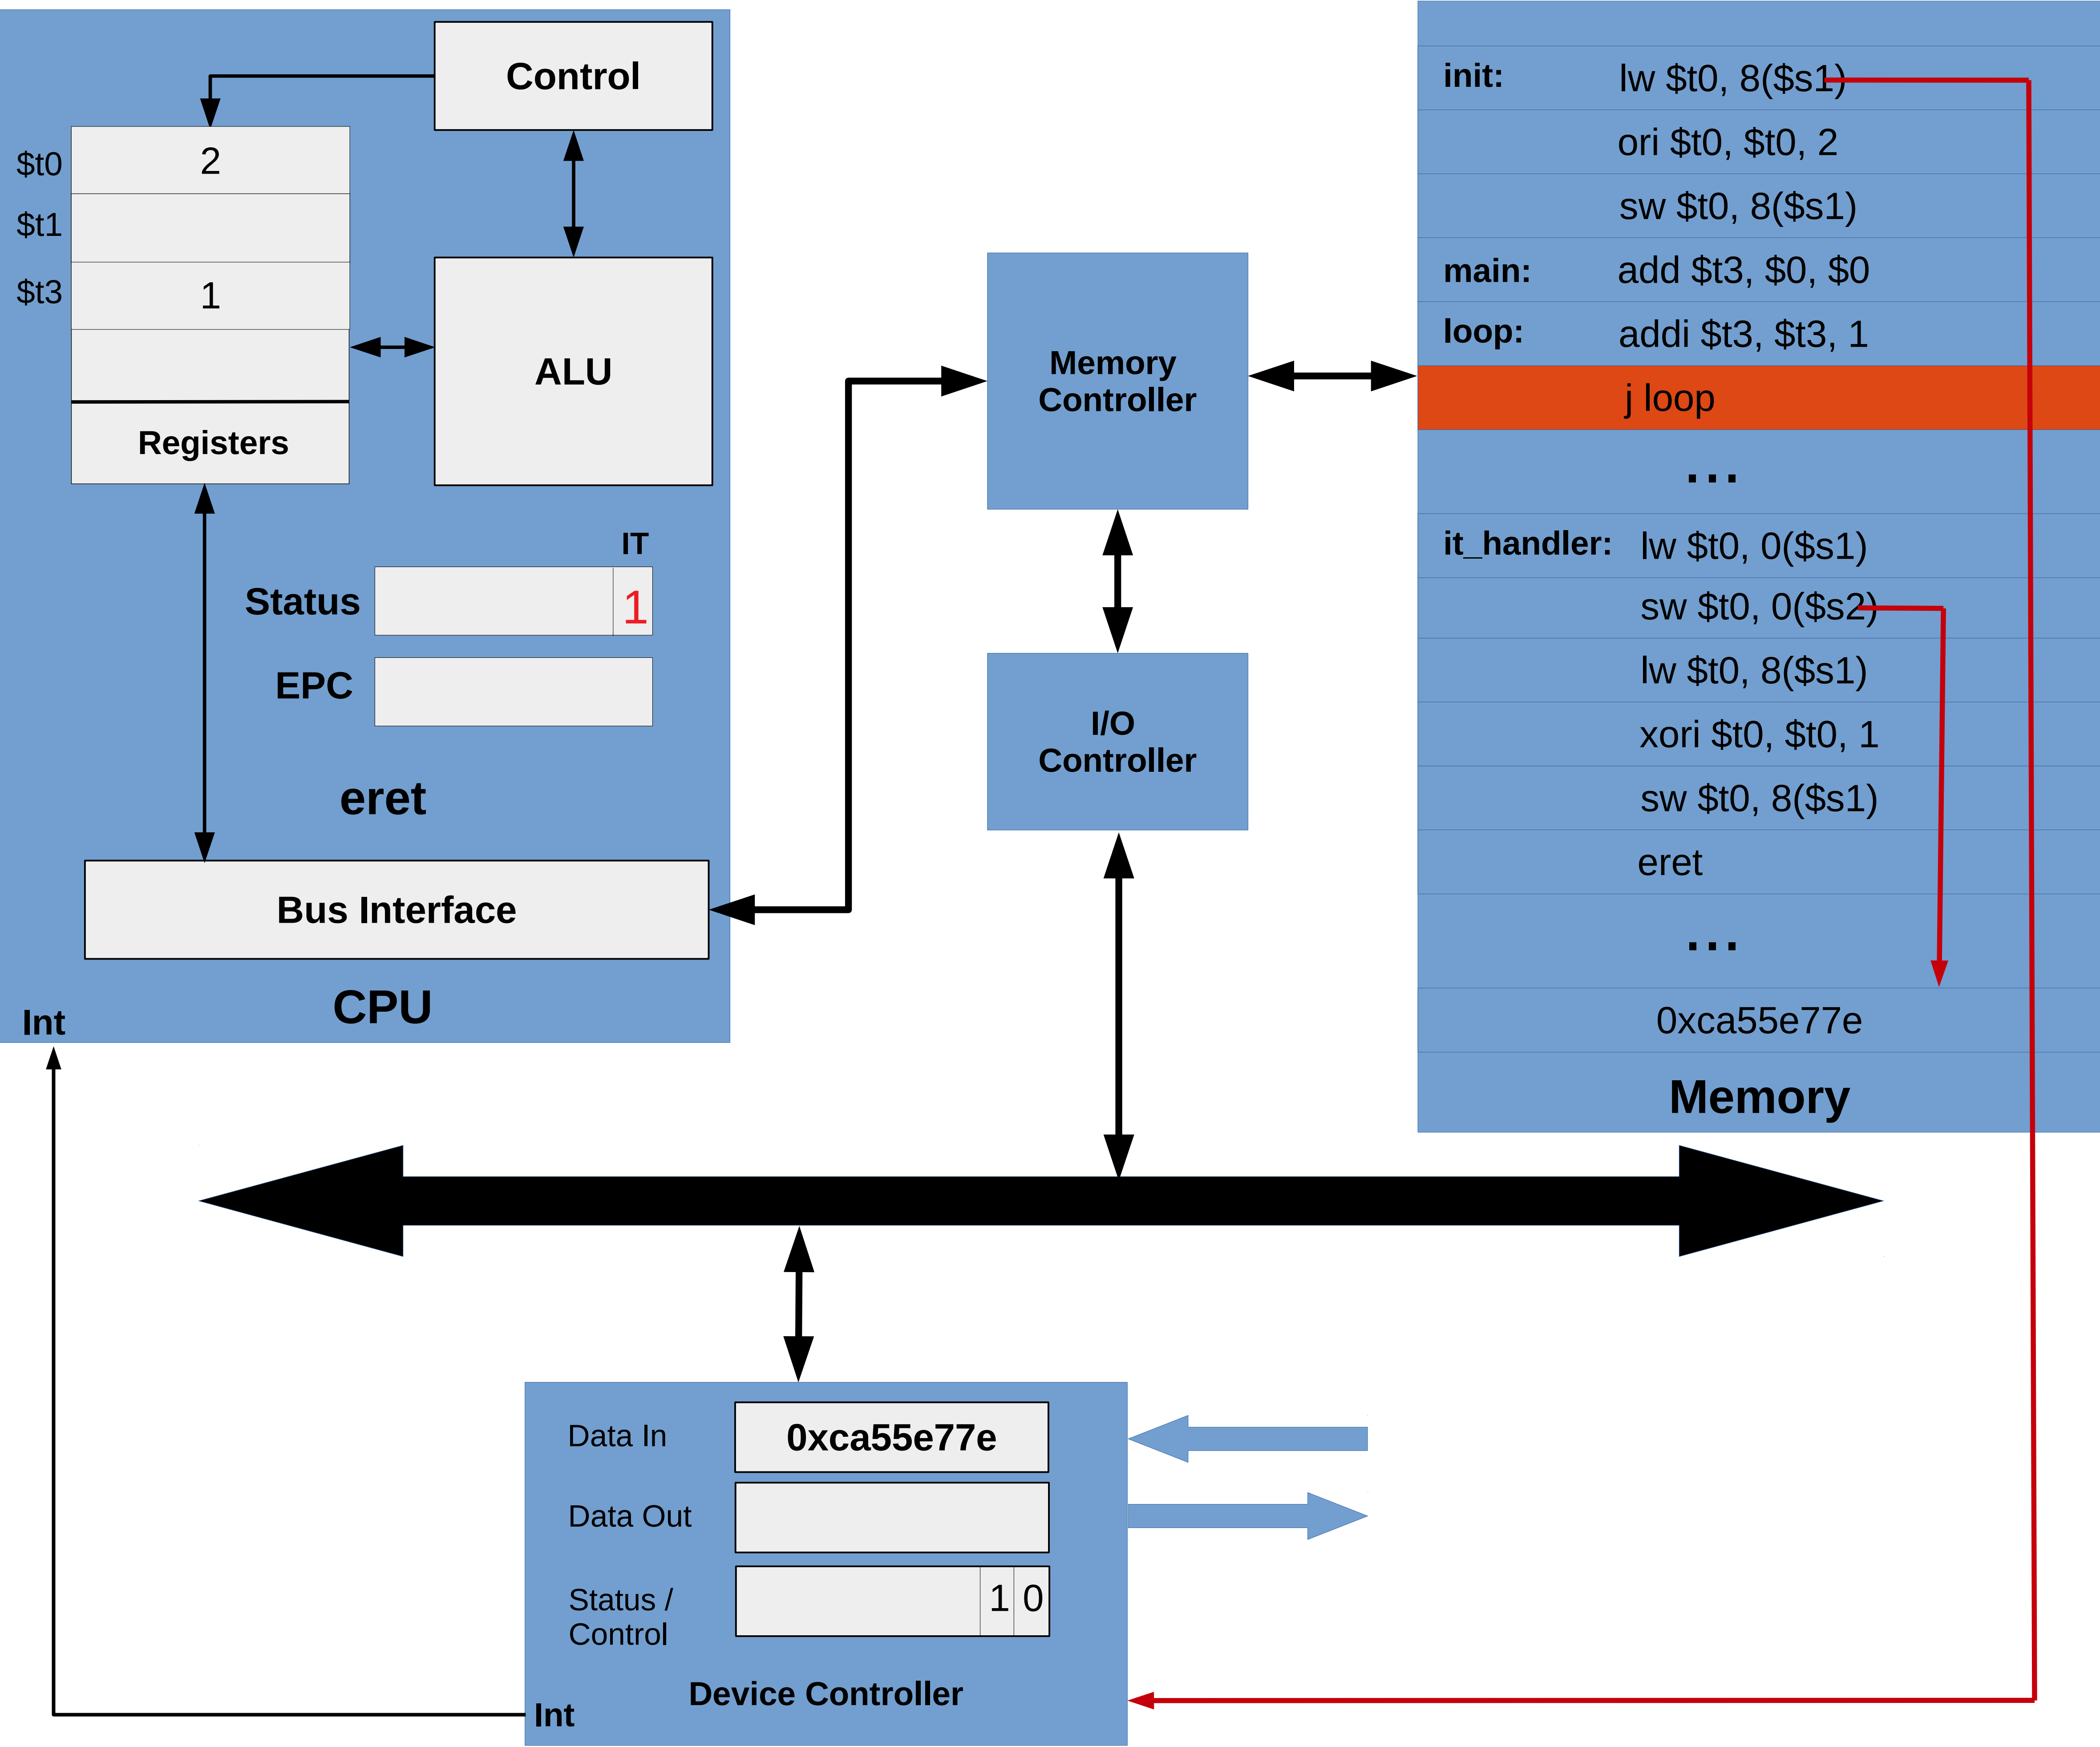 Control
$t0
2
$t1
$t3
1
ALU
Registers
IT
Status
1
EPC
eret
Bus Interface
CPU
Int
Memory
Controller
I/O
Controller
init: lw $t0, 8($s1)
ori $t0, $t0, 2
sw $t0, 8($s1)
main: add $t3, $0, $0
loop: addi $t3, $t3, 1
j loop
...
it_handler: lw $t0, 0($s1)
sw $t0, 0($s2)
lw $t0, 8($s1)
xori $t0, $t0, 1
sw $t0, 8($s1)
eret
...
0xca55e77e
Memory
Data In
0xca55e77e
Data Out
Status /
Control
1 0
Device Controller
Int